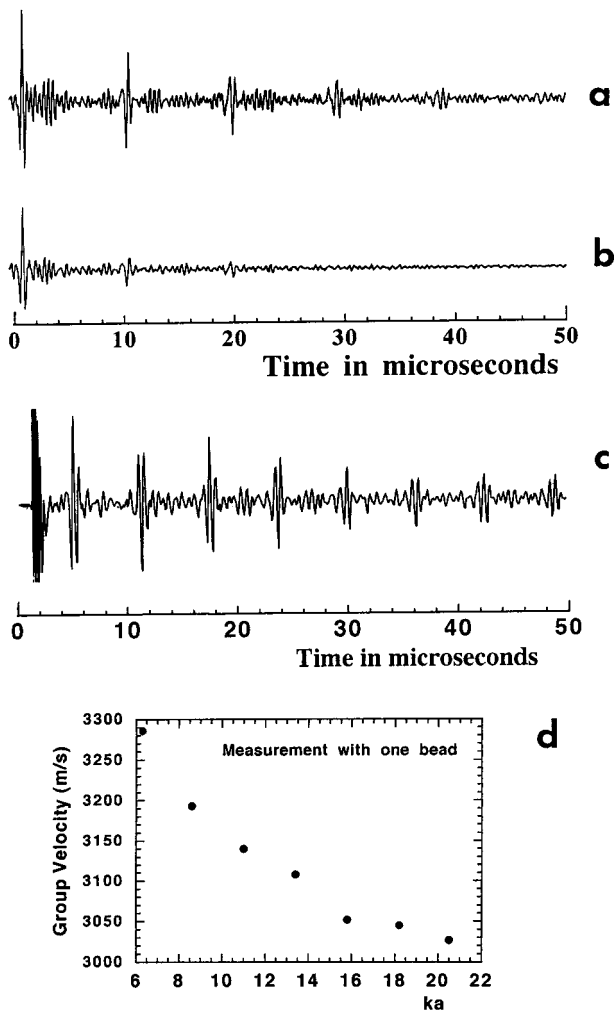 a
b
0 10 20 30 40 50
Time in microseconds
c
0 10 20 30 40 50
Time in microseconds
d
3300
Measurement with one bead
3250
3200
3150
3100
3050
3000
Group Velocity (m/s)
6 8 10 12 14 16 18 20 22
ka